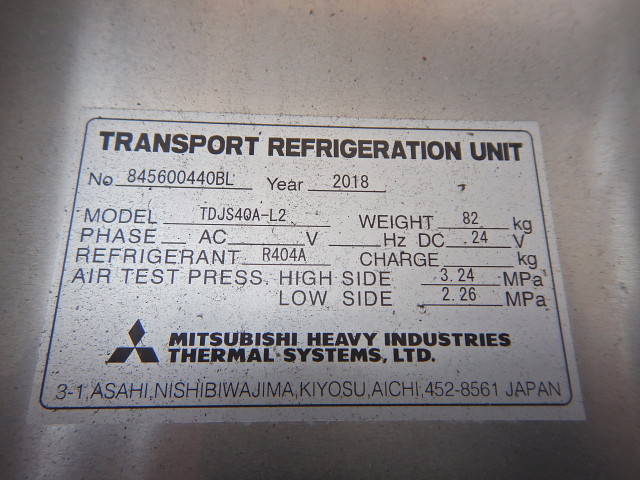 TRANSPORT REFRIGERATION UNIT
No 845600440BL Year 2018
MODEL TDJS40A-L2 WEIGHT 82 kg
PHASE AC V Hz DC 24 V
REFRIGERANT R404A CHARGE kg
AIR TEST PRESS. HIGH SIDE 3.24 MPa
LOW SIDE 2.26 MPa
MITSUBISHI HEAVY INDUSTRIES
THERMAL SYSTEMS, LTD.
3-1, ASAHI, NISHIBIWAJIMA, KIYOSU, AICHI, 452-8561 JAPAN